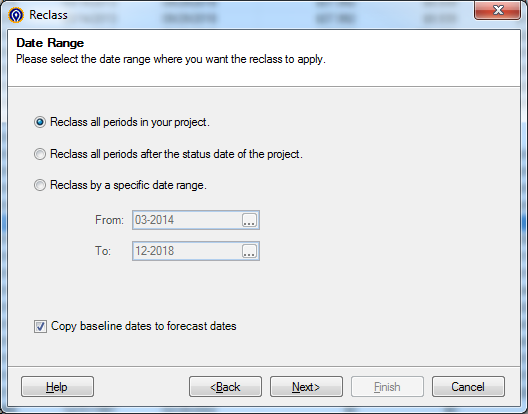 Reclass
Date Range
Please select the date range where you want the reclass to apply.
Reclass all periods in your project.
Reclass all periods after the status date of the project.
Reclass by a specific date range.
From: 03-2014 ...
To: 12-2018 ...
Copy baseline dates to forecast dates
Help <Back Next> Finish Cancel